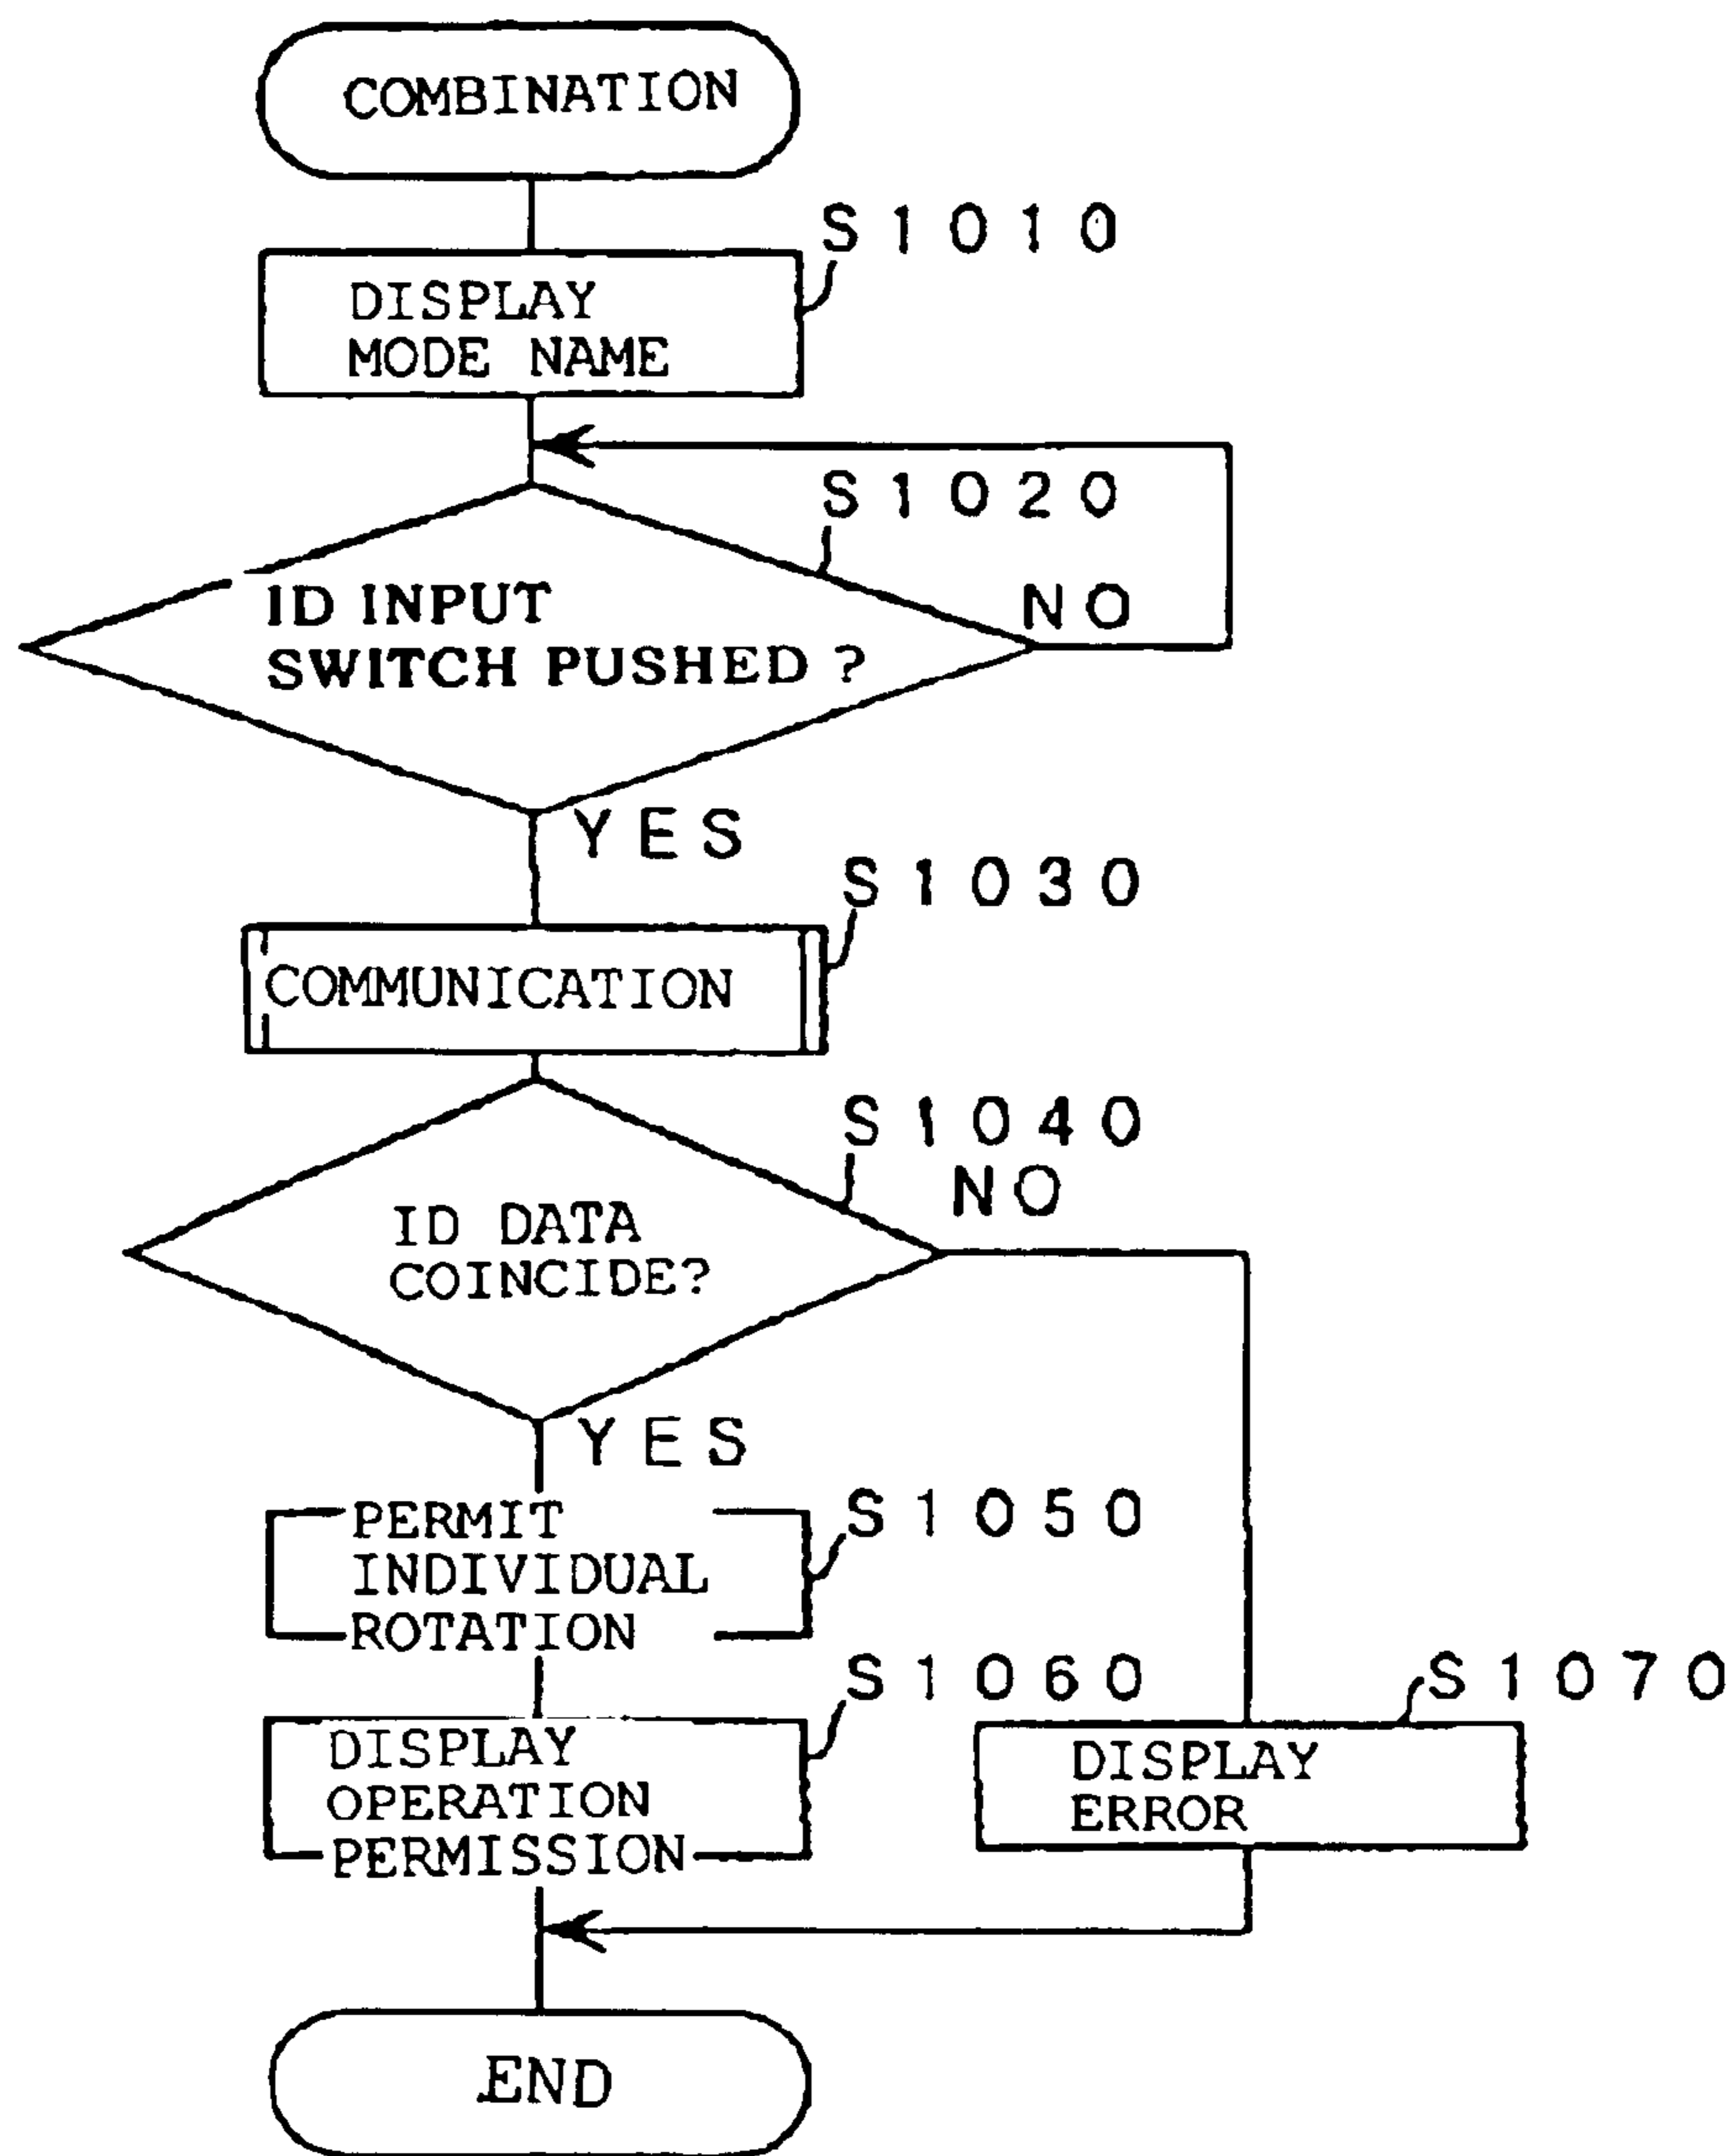 COMBINATION
S1010
DISPLAY
MODE NAME
S1020
ID INPUT
SWITCH PUSHED ?
NO
YES
S1030
COMMUNICATION
S1040
NO
ID DATA
COINCIDE?
YES
S1050
PERMIT
INDIVIDUAL
ROTATION
S1060
DISPLAY
OPERATION
PERMISSION
S1070
DISPLAY
ERROR
END